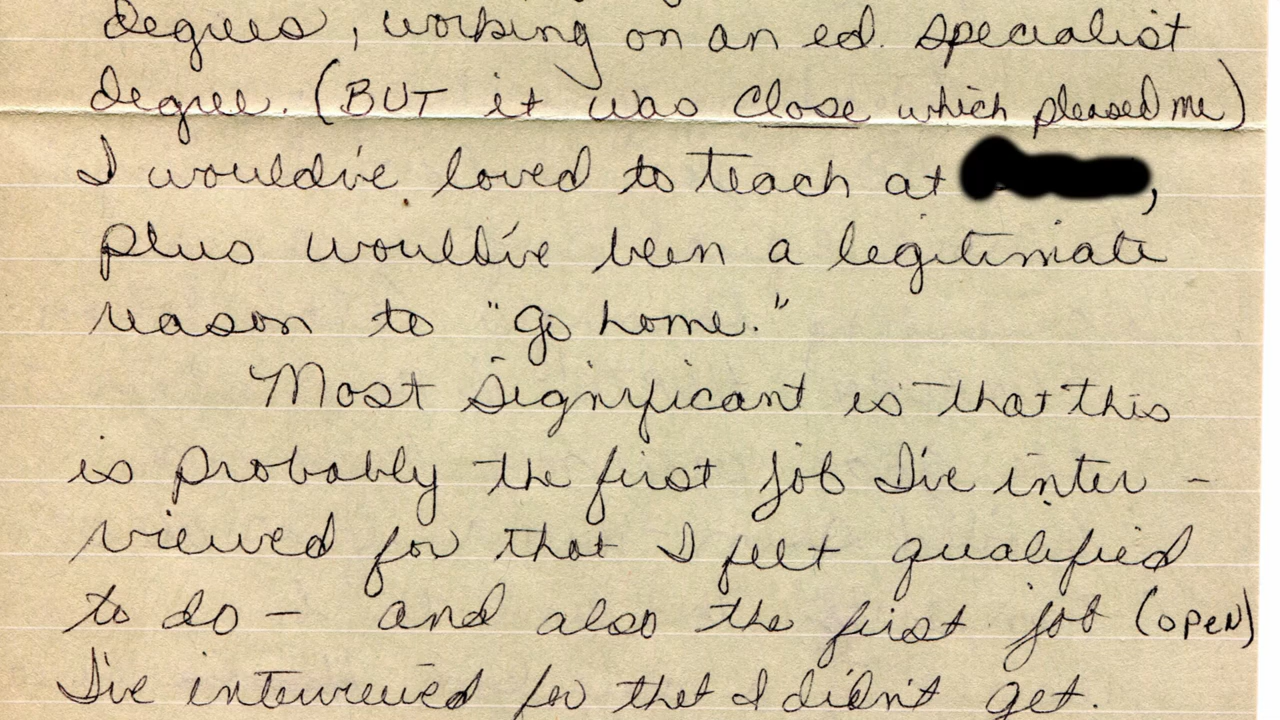 degrees, working on an ed. specialist
degree. (BUT it was close which pleased me)
I would've loved to teach at ,
plus would've been a legitimate
reason to "go home."
Most significant is that this
is probably the first job I've inter-
viewed for that I felt qualified
to do - and also the first job (open)
I've interviewed for that I didn't get.